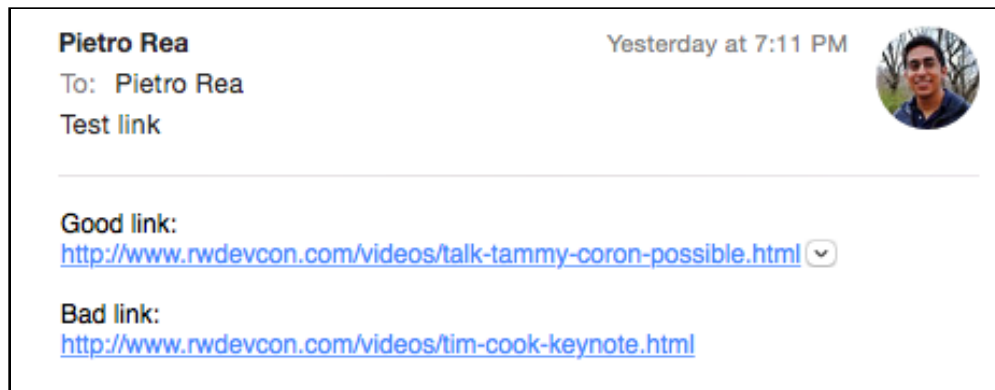 Pietro Rea
Yesterday at 7:11 PM
To: Pietro Rea
Test link
Good link:
http://www.rwdevcon.com/videos/talk-tammy-coron-possible.html
Bad link:
http://www.rwdevcon.com/videos/tim-cook-keynote.html